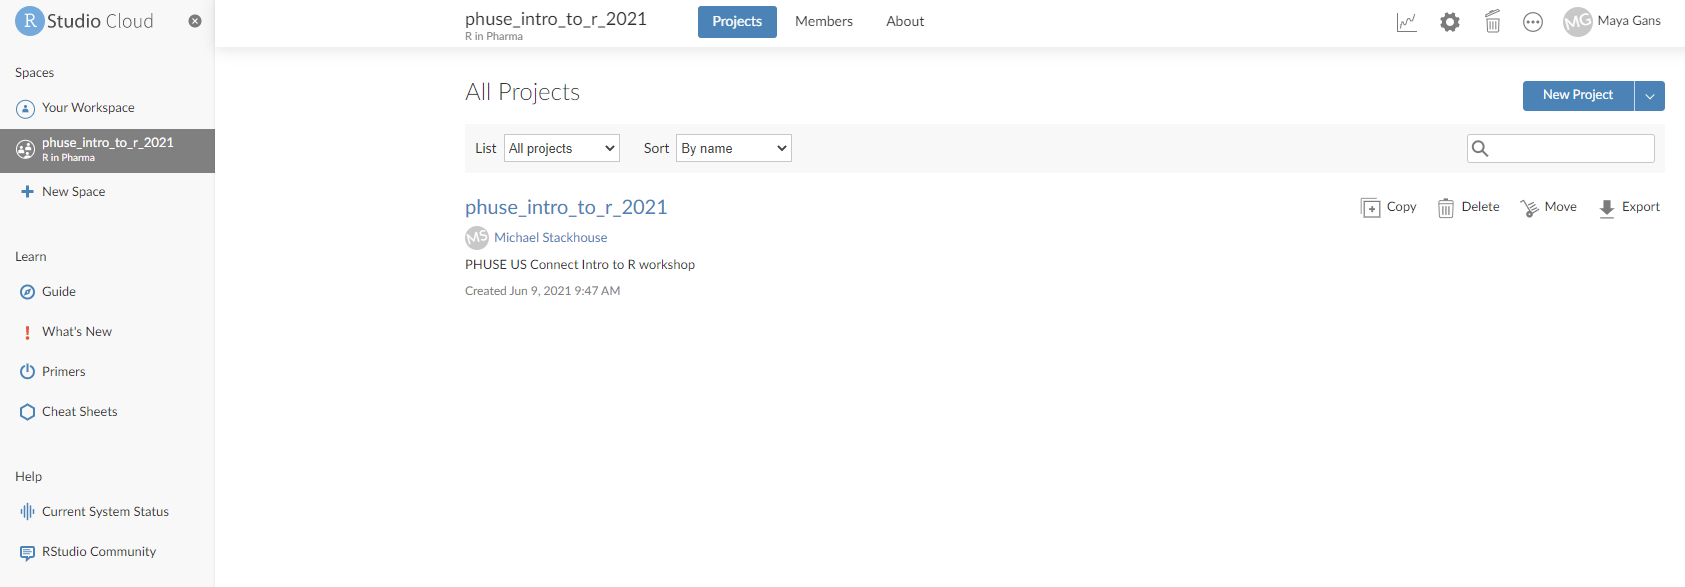 R Studio Cloud
Spaces
Your Workspace
phuse_intro_to_r_2021
R in Pharma
New Space
Learn
Guide
What's New
Primers
Cheat Sheets
Help
Current System Status
RStudio Community
phuse_intro_to_r_2021
R in Pharma
Projects Members About
MG Maya Gans
All Projects
New Project
List All projects Sort By name
phuse_intro_to_r_2021
Copy Delete Move Export
MS Michael Stackhouse
PHUSE US Connect Intro to R workshop
Created Jun 9, 2021 9:47 AM